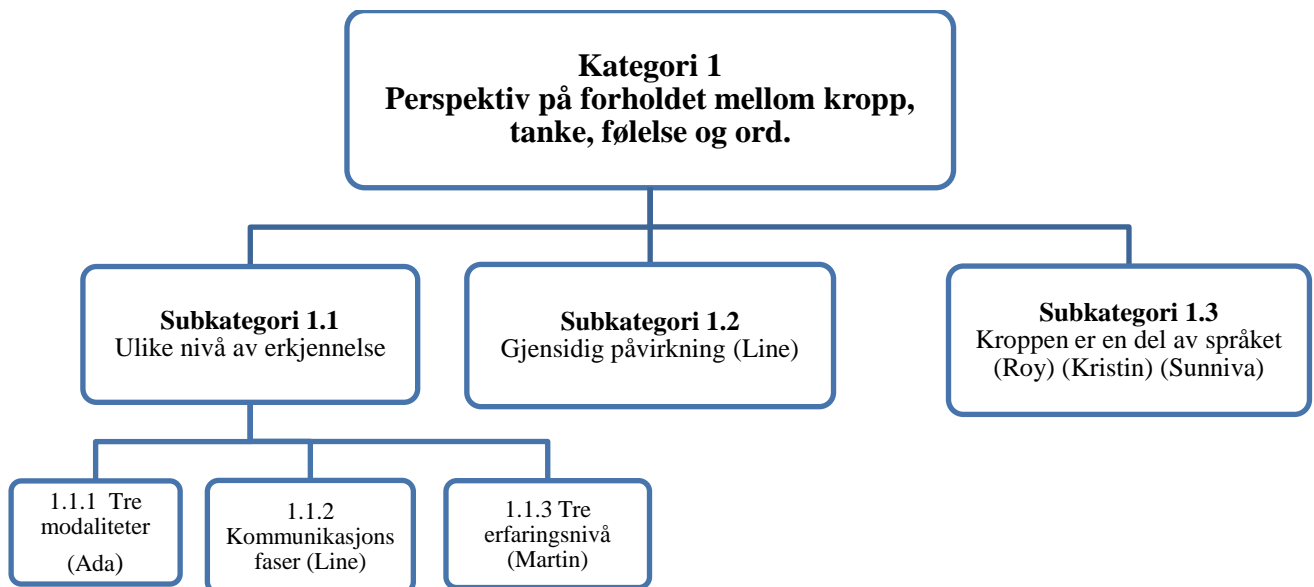 Kategori 1
Perspektiv på forholdet mellom kropp,
tanke, følelse og ord.
Subkategori 1.1
Ulike nivå av erkjennelse
Subkategori 1.2
Gjensidig påvirkning (Line)
Subkategori 1.3
Kroppen er en del av språket
(Roy) (Kristin) (Sunniva)
1.1.1 Tre
modaliteter
(Ada)
1.1.2
Kommunikasjons
faser (Line)
1.1.3 Tre
erfaringsnivå
(Martin)